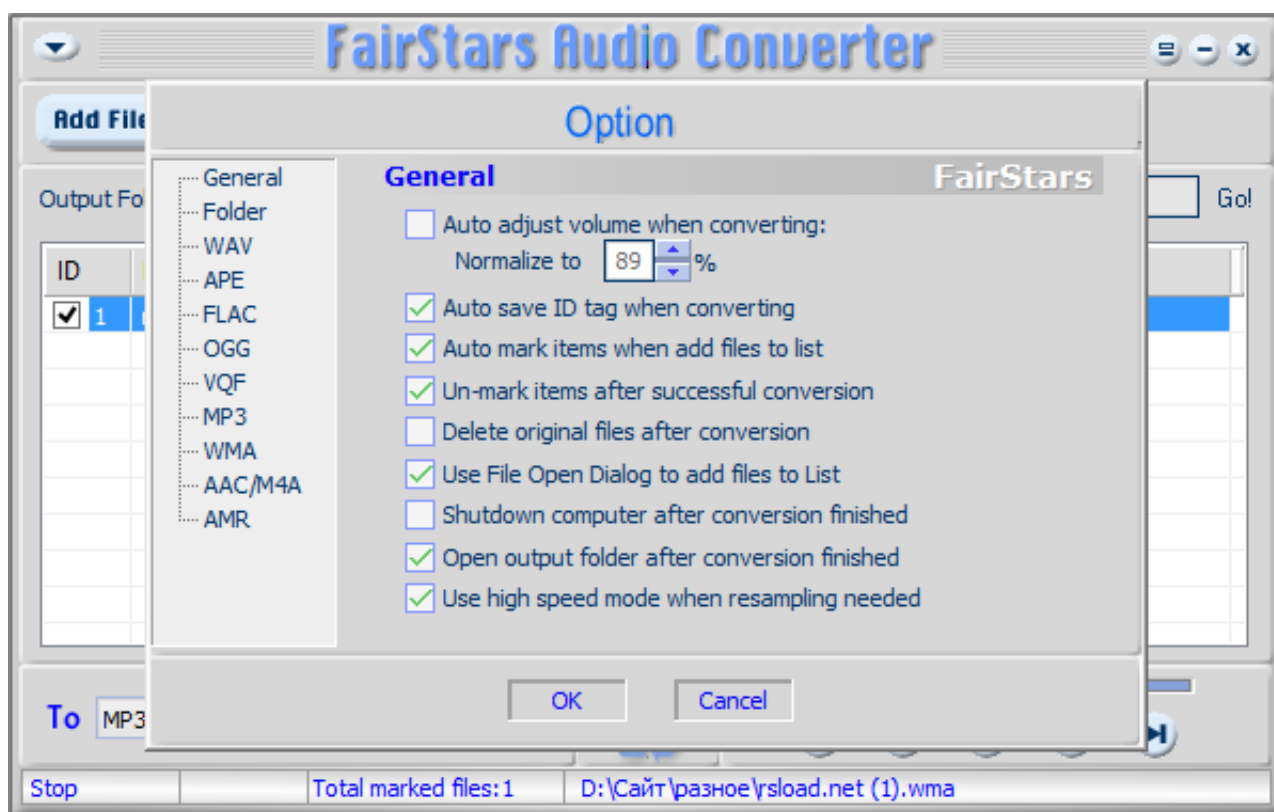 FairStars Audio Converter
Add File
Option
General
Folder
WAV
APE
FLAC
OGG
VQF
MP3
WMA
AAC/M4A
AMR
General FairStars
Auto adjust volume when converting:
Normalize to 89 %
Auto save ID tag when converting
Auto mark items when add files to list
Un-mark items after successful conversion
Delete original files after conversion
Use File Open Dialog to add files to List
Shutdown computer after conversion finished
Open output folder after conversion finished
Use high speed mode when resampling needed
OK Cancel
Output Fo Go!
ID
1
To MP3
Stop Total marked files:1 D:\Сайт\разное\rsload.net (1).wma